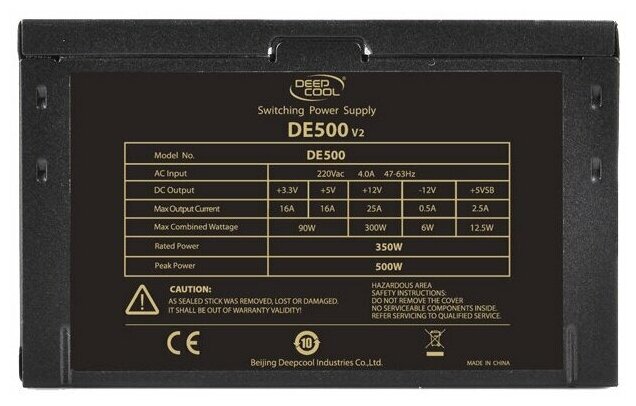 DEEP
COOL
Switching Power Supply
DE500 V2
Model No. DE500
AC Input 220Vac 4.0A 47-63Hz
DC Output +3.3V +5V +12V -12V +5VSB
Max Output Current 16A 16A 25A 0.5A 2.5A
Max Combined Wattage 90W 300W 6W 12.5W
Rated Power 350W
Peak Power 500W
CAUTION:
AS SEALED STICK WAS REMOVED, LOST OR DAMAGED.
IT SHALL BE OUT OF WARRANTY VALIDITY!
HAZARDOUS AREA
SAFETY INSTRUCTIONS:
DO NOT REMOVE THE COVER
NO SERVICEABLE COMPONENTS INSIDE.
REFER SERVICING TO QUALIFIED SERVICE.
CE
10
Beijing Deepcool Industries Co.,Ltd.
MADE IN CHINA